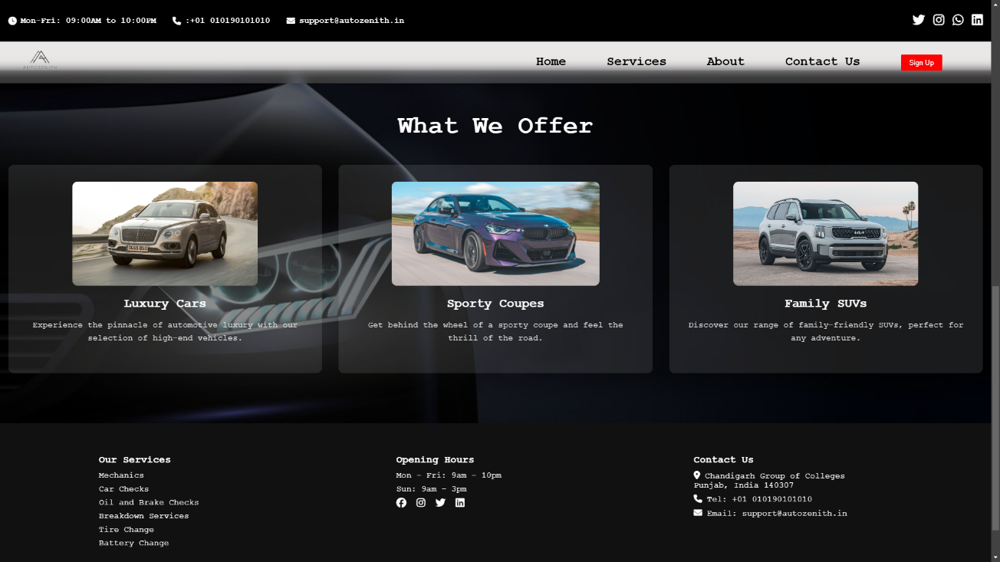 Mon-Fri: 09:00AM to 10:00PM
:+01 010190101010
support@autozenith.in
Home
Services
About
Contact Us
Sign Up
What We Offer
Luxury Cars
Experience the pinnacle of automotive luxury with our
selection of high-end vehicles.
Sporty Coupes
Get behind the wheel of a sporty coupe and feel the
thrill of the road.
Family SUVs
Discover our range of family-friendly SUVs, perfect for
any adventure.
Our Services
Mechanics
Car Checks
Oil and Brake Checks
Breakdown Services
Tire Change
Battery Change
Opening Hours
Mon - Fri: 9am - 10pm
Sun: 9am - 3pm
Contact Us
Chandigarh Group of Colleges
Punjab, India 140307
Tel: +01 010190101010
Email: support@autozenith.in